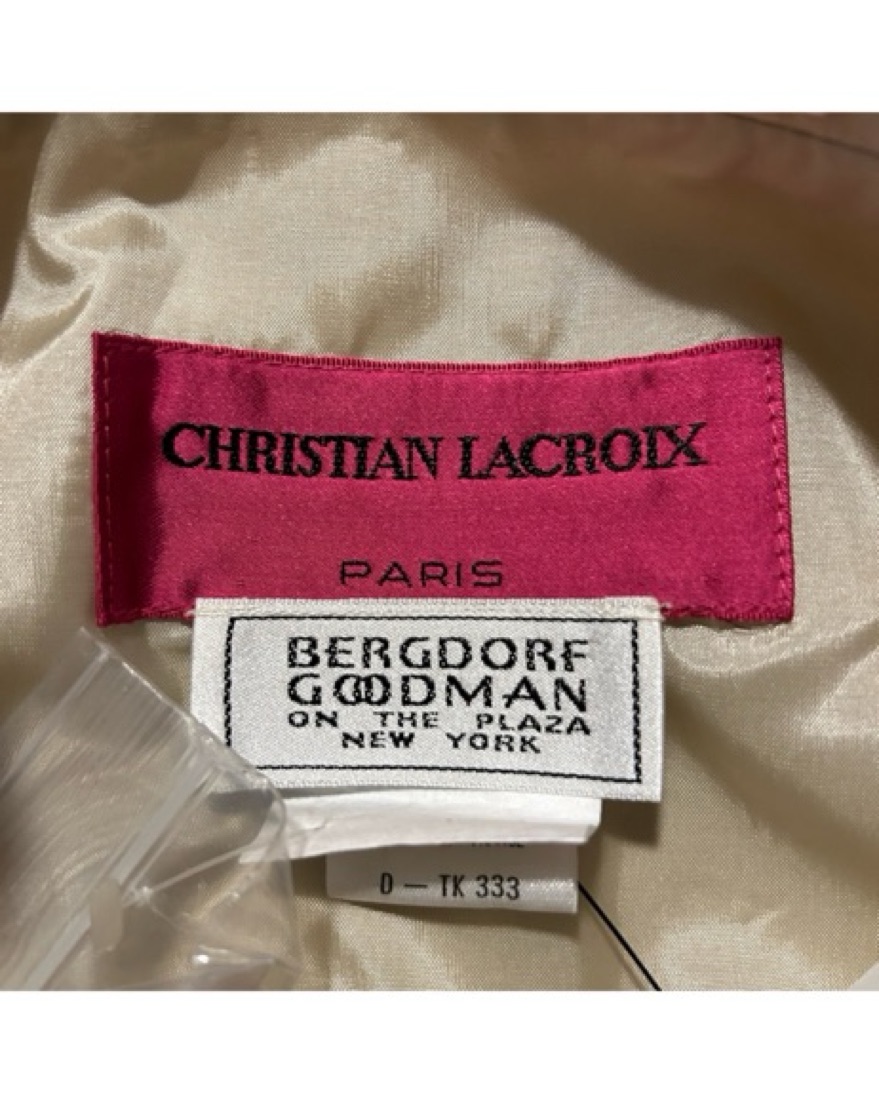 CHRISTIAN LACROIX
PARIS
BERGDORF
GOODMAN
ON THE PLAZA
NEW YORK
0 — TK 333